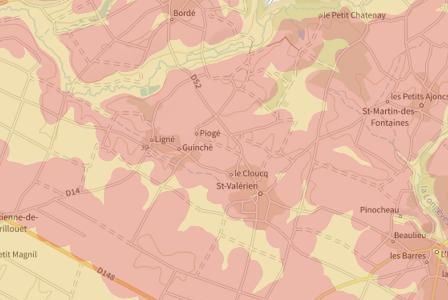 Bordé
le Petit Chatenay
D52
les Petits Ajoncs
St-Martin-des-
Fontaines
Piogé
Ligné
39
Guinché
le Cloucq
St-Valérien
D14
Pinocheau
Beaulieu
les Barres
D148